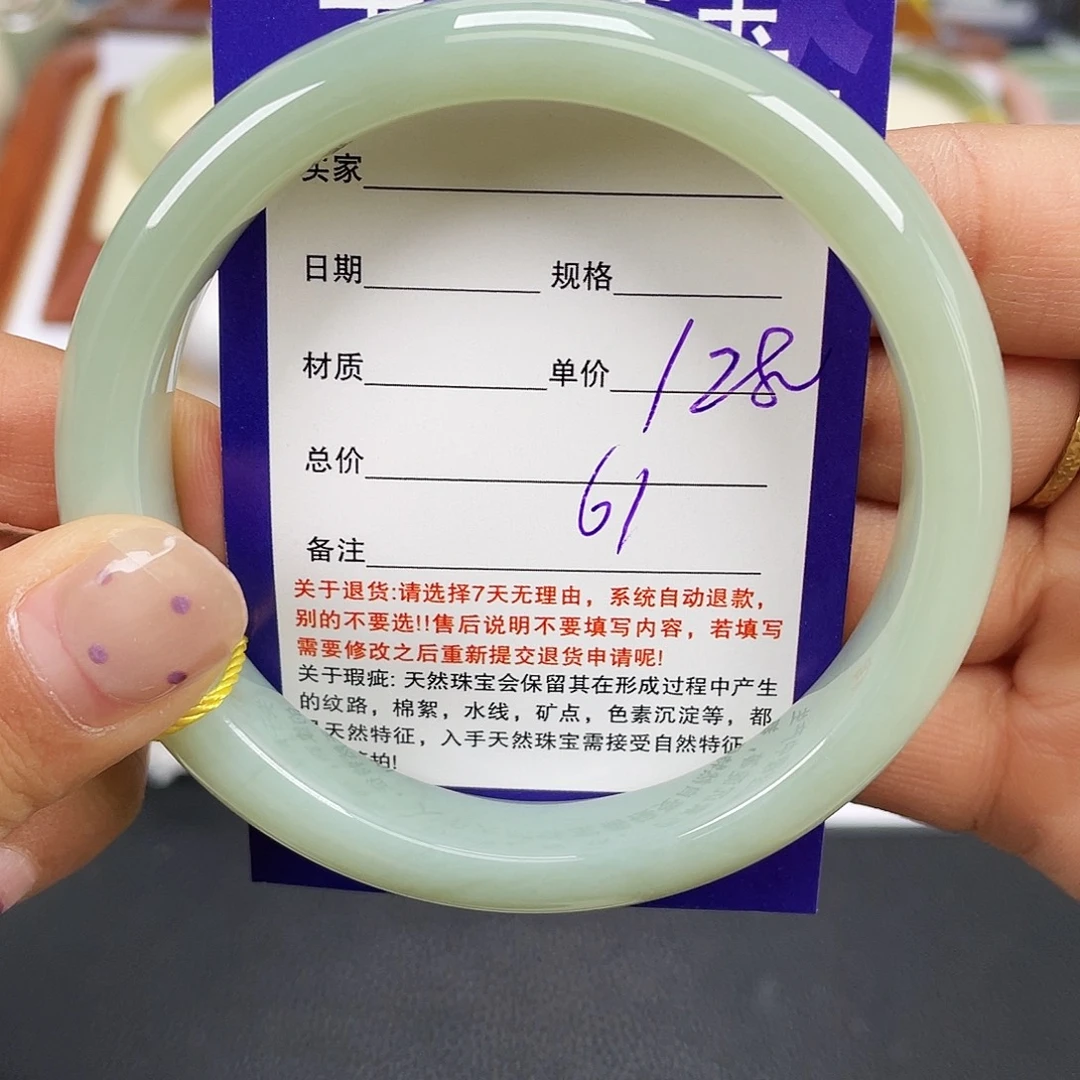 买家
日期 规格
材质 单价 128
总价
61
备注
关于退货:请选择7天无理由，系统自动退款，
别的不要选!!售后说明不要填写内容，若填写
需要修改之后重新提交退货申请呢!
关于瑕疵: 天然珠宝会保留其在形成过程中产生
的纹路，棉絮，水线，矿点，色素沉淀等，都
天然特征，入手天然珠宝需接受自然特征
拍!